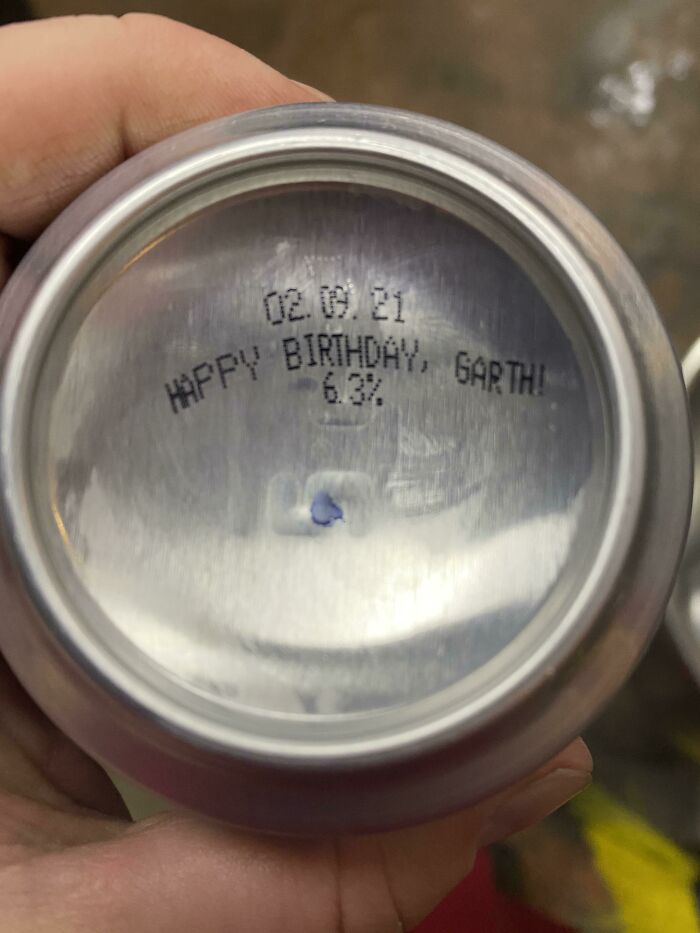 02.09.21
HAPPY BIRTHDAY, GARTH!
6.3%